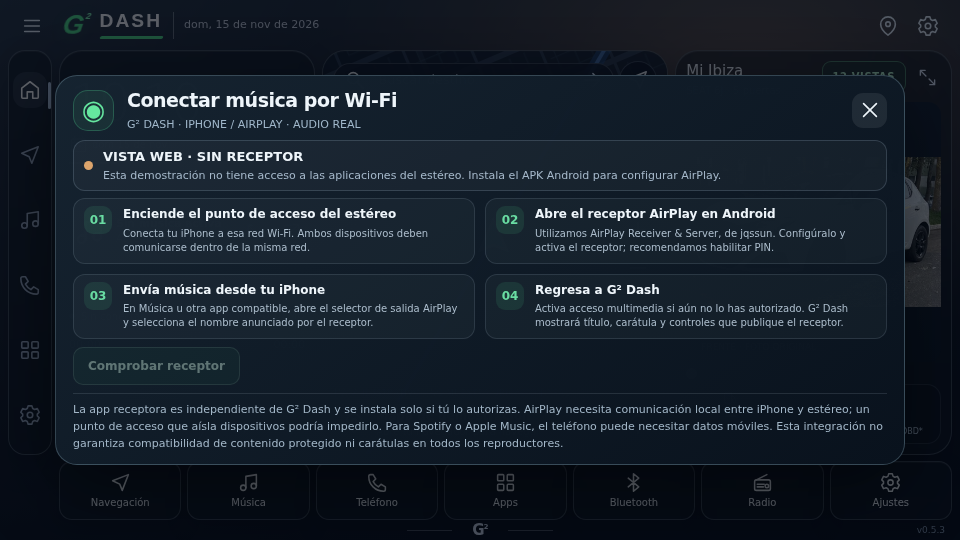 G² DASH
dom, 15 de nov de 2026
Mi Ibiza
12 VISTAS
Conectar música por Wi-Fi
G² DASH · IPHONE / AIRPLAY · AUDIO REAL
VISTA WEB · SIN RECEPTOR
Esta demostración no tiene acceso a las aplicaciones del estéreo. Instala el APK Android para configurar AirPlay.
01
Enciende el punto de acceso del estéreo
Conecta tu iPhone a esa red Wi-Fi. Ambos dispositivos deben
comunicarse dentro de la misma red.
02
Abre el receptor AirPlay en Android
Utilizamos AirPlay Receiver & Server, de jqssun. Configúralo y
activa el receptor; recomendamos habilitar PIN.
03
Envía música desde tu iPhone
En Música u otra app compatible, abre el selector de salida AirPlay
y selecciona el nombre anunciado por el receptor.
04
Regresa a G² Dash
Activa acceso multimedia si aún no lo has autorizado. G² Dash
mostrará título, carátula y controles que publique el receptor.
Comprobar receptor
La app receptora es independiente de G² Dash y se instala solo si tú lo autorizas. AirPlay necesita comunicación local entre iPhone y estéreo; un
punto de acceso que aísla dispositivos podría impedirlo. Para Spotify o Apple Music, el teléfono puede necesitar datos móviles. Esta integración no
garantiza compatibilidad de contenido protegido ni carátulas en todos los reproductores.
OBD*
Navegación
Música
Teléfono
Apps
Bluetooth
Radio
Ajustes
G²
v0.5.3